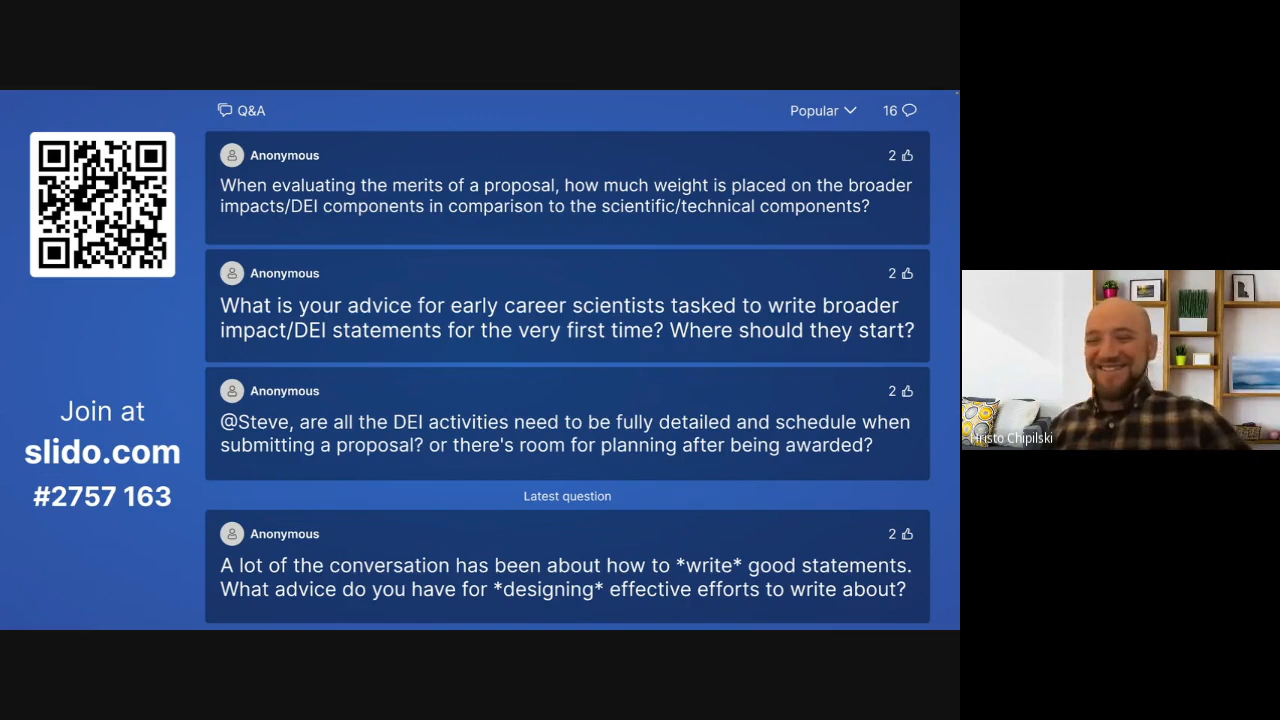 Q&A
Popular
16
Anonymous
2
When evaluating the merits of a proposal, how much weight is placed on the broader
impacts/DEI components in comparison to the scientific/technical components?
Anonymous
2
What is your advice for early career scientists tasked to write broader
impact/DEI statements for the very first time? Where should they start?
Anonymous
2
@Steve, are all the DEI activities need to be fully detailed and schedule when
submitting a proposal? or there's room for planning after being awarded?
Latest question
Anonymous
2
A lot of the conversation has been about how to *write* good statements.
What advice do you have for *designing* effective efforts to write about?
Join at
slido.com
#2757 163
Hristo Chipilski